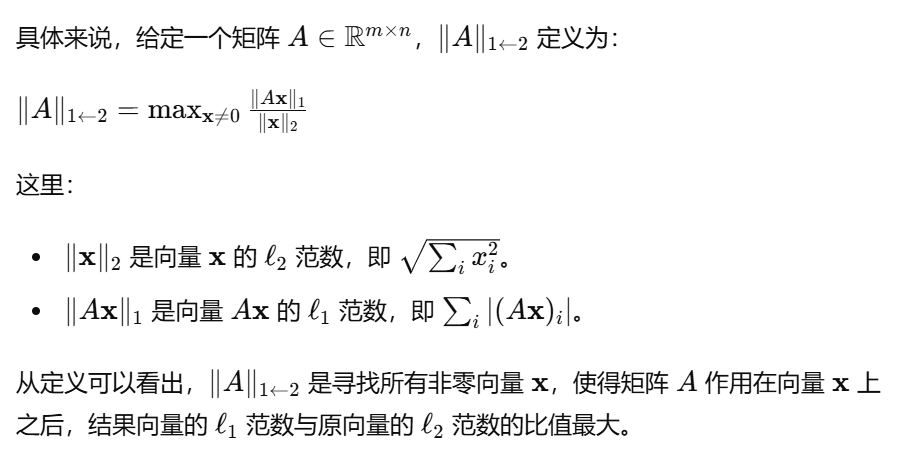 具体来说，给定一个矩阵 $A \in \mathbb{R}^{m \times n}$，$\|A\|_{1 \leftarrow 2}$ 定义为：
$\|A\|_{1 \leftarrow 2} = \max_{\mathbf{x} \neq 0} \frac{\|A\mathbf{x}\|_1}{\|\mathbf{x}\|_2}$
这里：
• $\|\mathbf{x}\|_2$ 是向量 $\mathbf{x}$ 的 $\ell_2$ 范数，即 $\sqrt{\sum_i x_i^2}$。
• $\|A\mathbf{x}\|_1$ 是向量 $A\mathbf{x}$ 的 $\ell_1$ 范数，即 $\sum_i |(A\mathbf{x})_i|$。
从定义可以看出，$\|A\|_{1 \leftarrow 2}$ 是寻找所有非零向量 $\mathbf{x}$，使得矩阵 $A$ 作用在向量 $\mathbf{x}$ 上
之后，结果向量的 $\ell_1$ 范数与原向量的 $\ell_2$ 范数的比值最大。